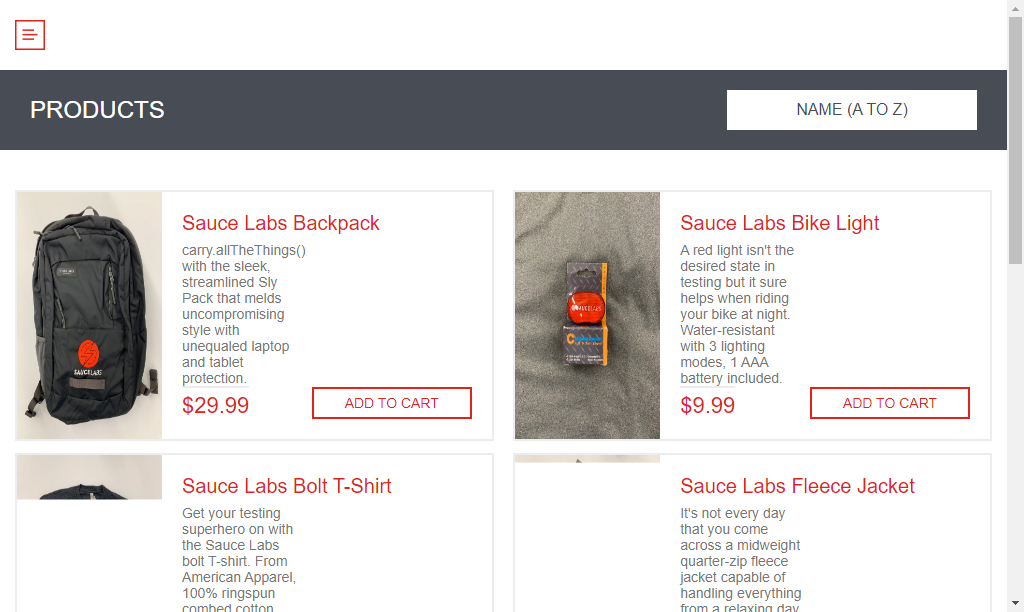 PRODUCTS
NAME (A TO Z)
Sauce Labs Backpack
carry.allTheThings()
with the sleek,
streamlined Sly
Pack that melds
uncompromising
style with
unequaled laptop
and tablet
protection.
$29.99
ADD TO CART
SAUCELABS
Sauce Labs Bike Light
A red light isn't the
desired state in
testing but it sure
helps when riding
your bike at night.
Water-resistant
with 3 lighting
modes, 1 AAA
battery included.
$9.99
ADD TO CART
SAUCELABS
Sauce Labs Bolt T-Shirt
Get your testing
superhero on with
the Sauce Labs
bolt T-shirt. From
American Apparel,
100% ringspun
combed cotton
Sauce Labs Fleece Jacket
It's not every day
that you come
across a midweight
quarter-zip fleece
jacket capable of
handling everything
from a relaxing day